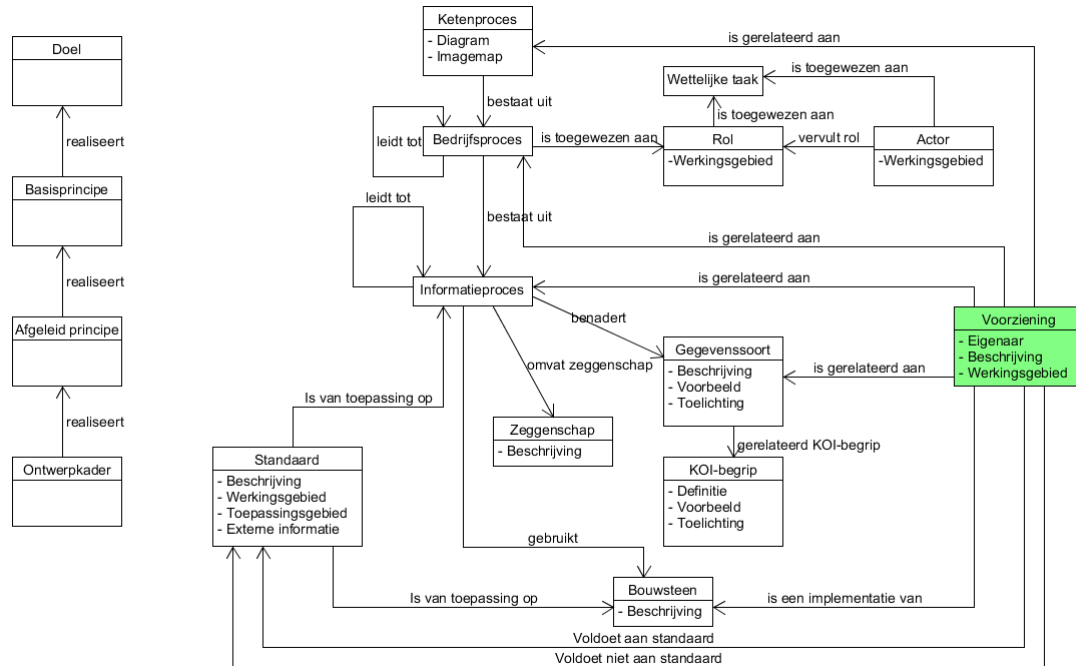 Ketenproces
- Diagram
- Imagemap
is gerelateerd aan
Doel
realiseert
Basisprincipe
realiseert
Afgeleid principe
realiseert
Ontwerpkader
bestaat uit
leidt tot
Bedrijfsproces
is toegewezen aan
Wettelijke taak
is toegewezen aan
is toegewezen aan
Rol
-Werkingsgebied
vervult rol
Actor
-Werkingsgebied
leidt tot
bestaat uit
is gerelateerd aan
Informatieproces
is gerelateerd aan
benadert
Voorziening
- Eigenaar
- Beschrijving
- Werkingsgebied
omvat zeggenschap
Gegevenssoort
- Beschrijving
- Voorbeeld
- Toelichting
is gerelateerd aan
Is van toepassing op
Zeggenschap
- Beschrijving
gerelateerd KOI-begrip
KOI-begrip
- Definitie
- Voorbeeld
- Toelichting
Standaard
- Beschrijving
- Werkingsgebied
- Toepassingsgebied
- Externe informatie
gebruikt
Is van toepassing op
Bouwsteen
- Beschrijving
is een implementatie van
Voldoet aan standaard
Voldoet niet aan standaard